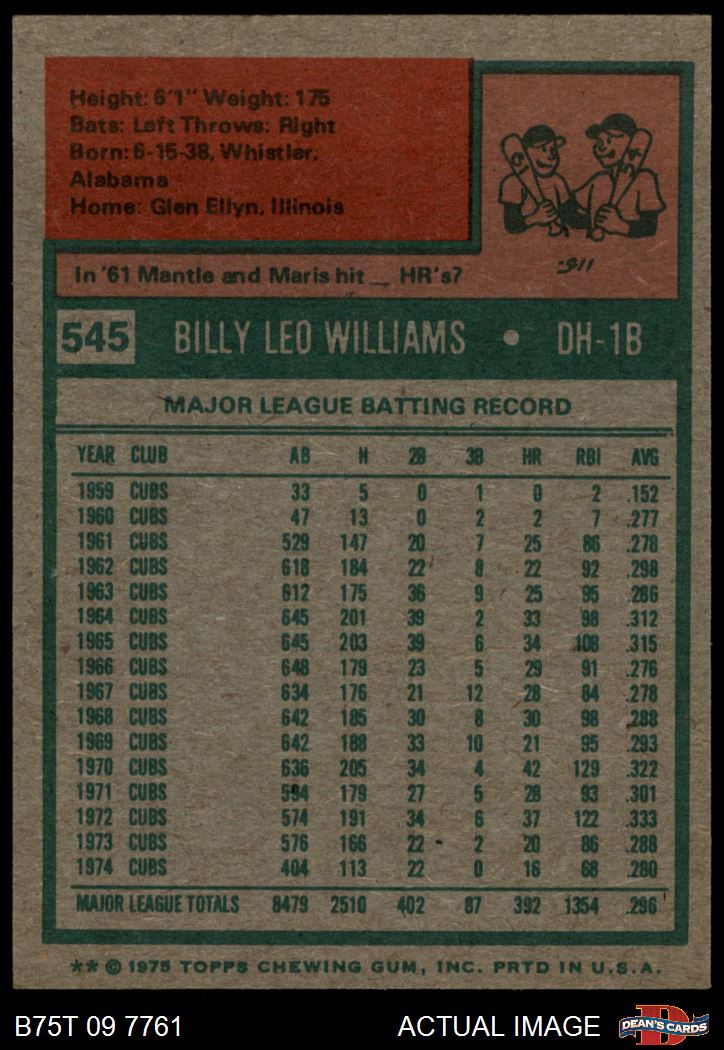 Height: 6'1" Weight: 175
Bats: Left Throws: Right
Born: 6-15-38, Whistler,
Alabama
Home: Glen Ellyn, Illinois
In '61 Mantle and Maris hit __ HR's?
115
545 BILLY LEO WILLIAMS • DH-1B
MAJOR LEAGUE BATTING RECORD
YEAR CLUB AB H 2B 3B HR RBI AVG
1959 CUBS 33 5 0 1 0 2 .152
1960 CUBS 47 13 0 2 2 7 .277
1961 CUBS 529 147 20 7 25 86 .278
1962 CUBS 618 184 22 8 22 92 .298
1963 CUBS 612 175 36 9 25 95 .286
1964 CUBS 645 201 39 2 33 98 .312
1965 CUBS 645 203 39 6 34 108 .315
1966 CUBS 648 179 23 5 29 91 .276
1967 CUBS 634 176 21 12 28 84 .278
1968 CUBS 642 185 30 8 30 98 .288
1969 CUBS 642 188 33 10 21 95 .293
1970 CUBS 636 205 34 4 42 129 .322
1971 CUBS 594 179 27 5 28 93 .301
1972 CUBS 574 191 34 6 37 122 .333
1973 CUBS 576 166 22 2 20 86 .288
1974 CUBS 404 113 22 0 16 68 .280
MAJOR LEAGUE TOTALS 8479 2510 402 87 392 1354 .296
** © 1975 TOPPS CHEWING GUM, INC. PRTD IN U.S.A.
B75T 09 7761 ACTUAL IMAGE D DEAN'S CARDS